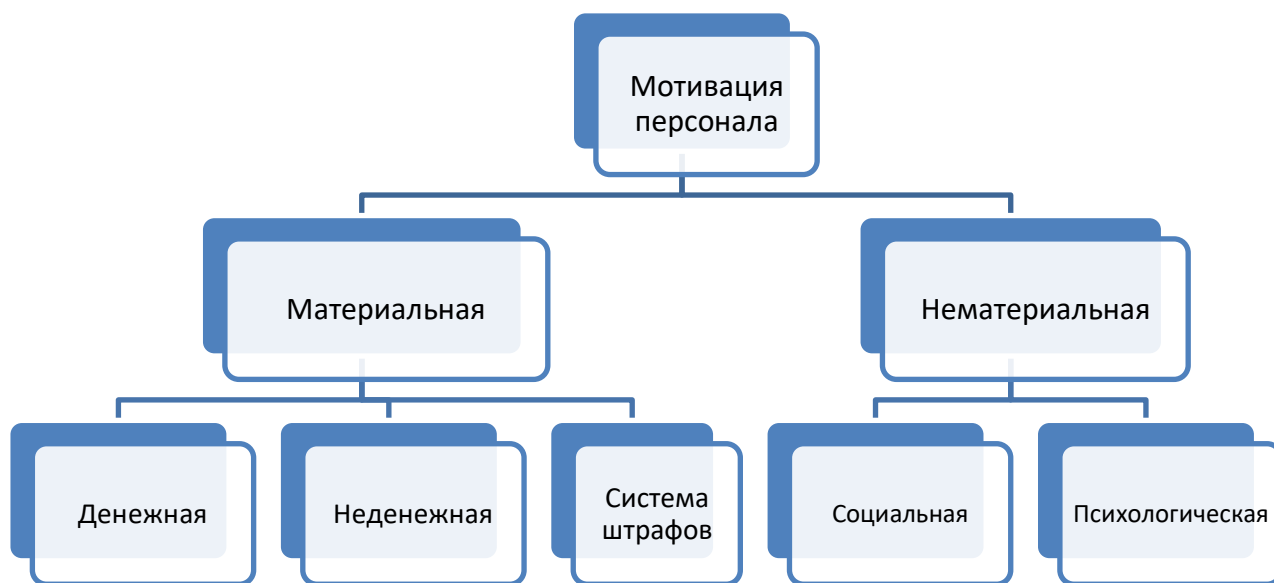 Мотивация
персонала
Материальная
Нематериальная
Денежная
Неденежная
Система
штрафов
Социальная
Психологическая